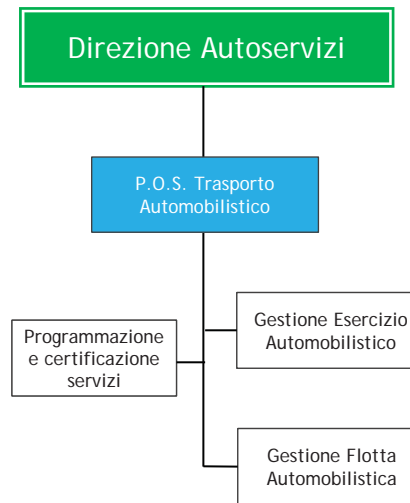 Direzione Autoservizi
P.O.S. Trasporto
Automobilistico
Gestione Esercizio
Automobilistico
Programmazione
e certificazione
servizi
Gestione Flotta
Automobilistica